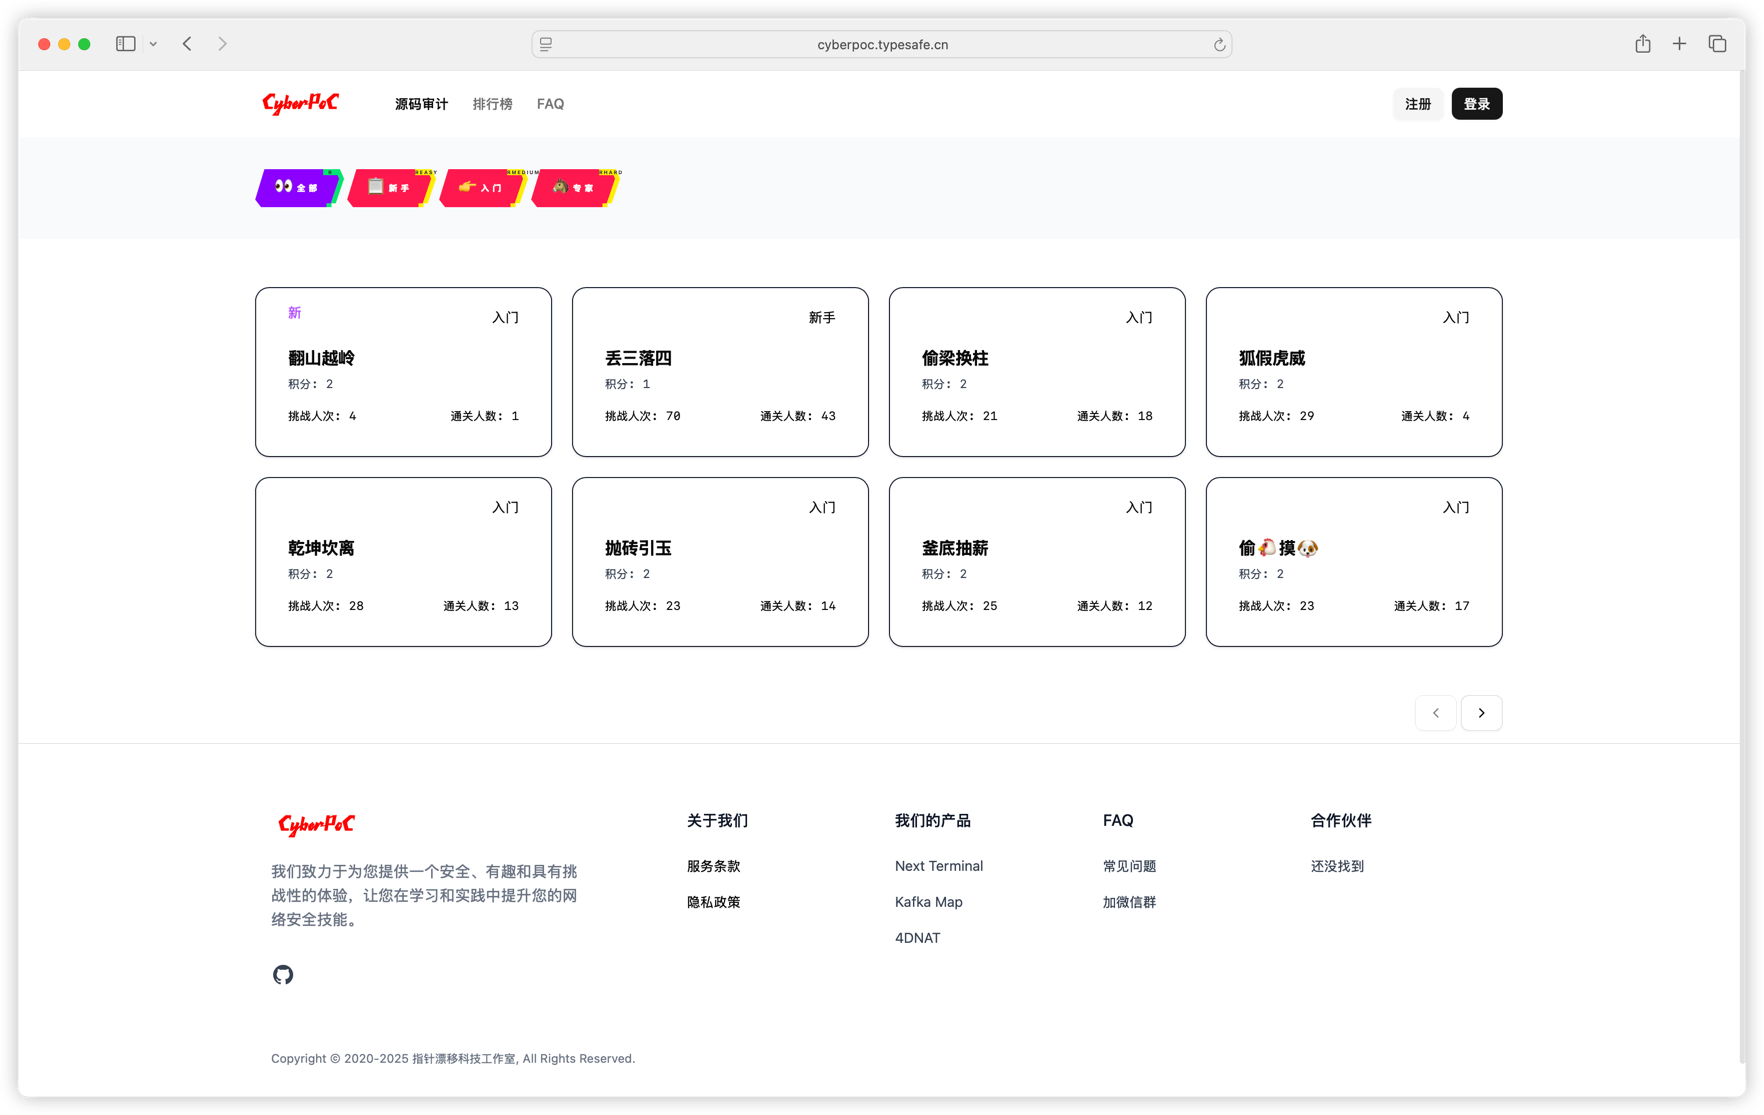 cyberpoc.typesafe.cn
CyberPoC
源码审计
排行榜
FAQ
注册
登录
👀 全部
R
📋 新手
REASY
👉 入门
RMEDIUM
🐴 专家
RHARD
新
入门
翻山越岭
积分: 2
挑战人次: 4
通关人数: 1
新手
丢三落四
积分: 1
挑战人次: 70
通关人数: 43
入门
偷梁换柱
积分: 2
挑战人次: 21
通关人数: 18
入门
狐假虎威
积分: 2
挑战人次: 29
通关人数: 4
入门
乾坤坎离
积分: 2
挑战人次: 28
通关人数: 13
入门
抛砖引玉
积分: 2
挑战人次: 23
通关人数: 14
入门
釜底抽薪
积分: 2
挑战人次: 25
通关人数: 12
入门
偷🐔摸🐶
积分: 2
挑战人次: 23
通关人数: 17
CyberPoC
我们致力于为您提供一个安全、有趣和具有挑
战性的体验，让您在学习和实践中提升您的网
络安全技能。
关于我们
服务条款
隐私政策
我们的产品
Next Terminal
Kafka Map
4DNAT
FAQ
常见问题
加微信群
合作伙伴
还没找到
Copyright © 2020-2025 指针漂移科技工作室, All Rights Reserved.